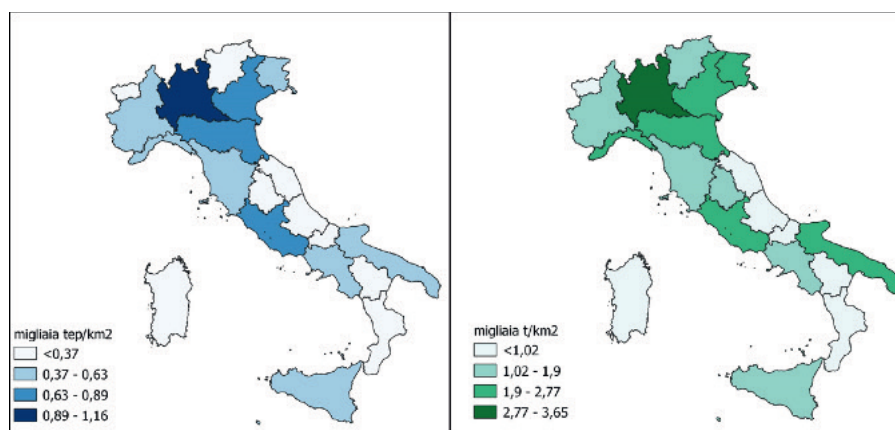 migliaia tep/km2
<0,37
0,37 - 0,63
0,63 - 0,89
0,89 - 1,16
migliaia t/km2
<1,02
1,02 - 1,9
1,9 - 2,77
2,77 - 3,65